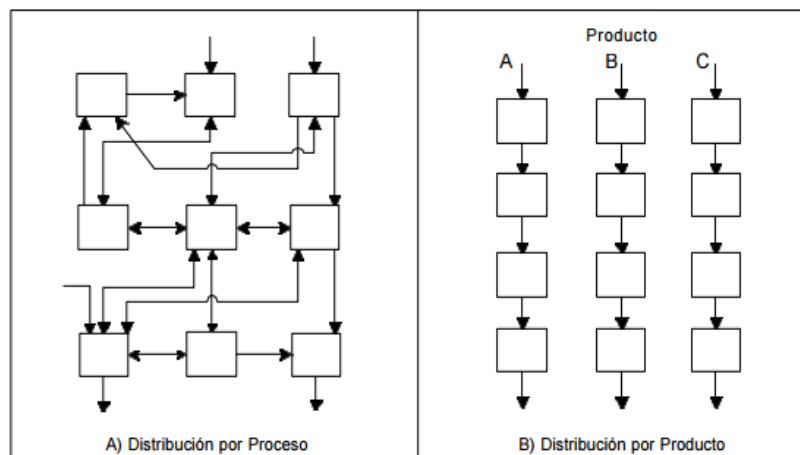 Producto
A B C
A) Distribución por Proceso
B) Distribución por Producto